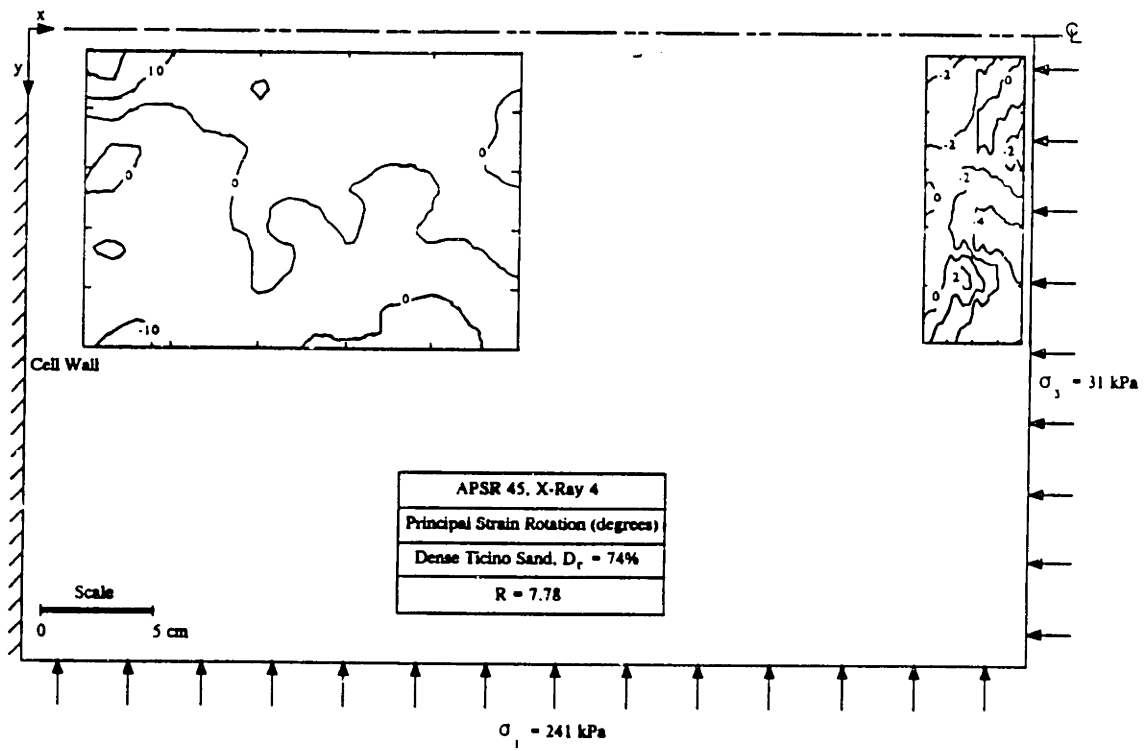 x
y
℄
10
0
0
0
0
-10
-2
0
-2
-2
-2
0
-4
2
0
Cell Wall
σ₃ = 31 kPa
APSR 45, X-Ray 4
Principal Strain Rotation (degrees)
Dense Ticino Sand, Dᵣ = 74%
R = 7.78
Scale
0 5 cm
σ₁ = 241 kPa